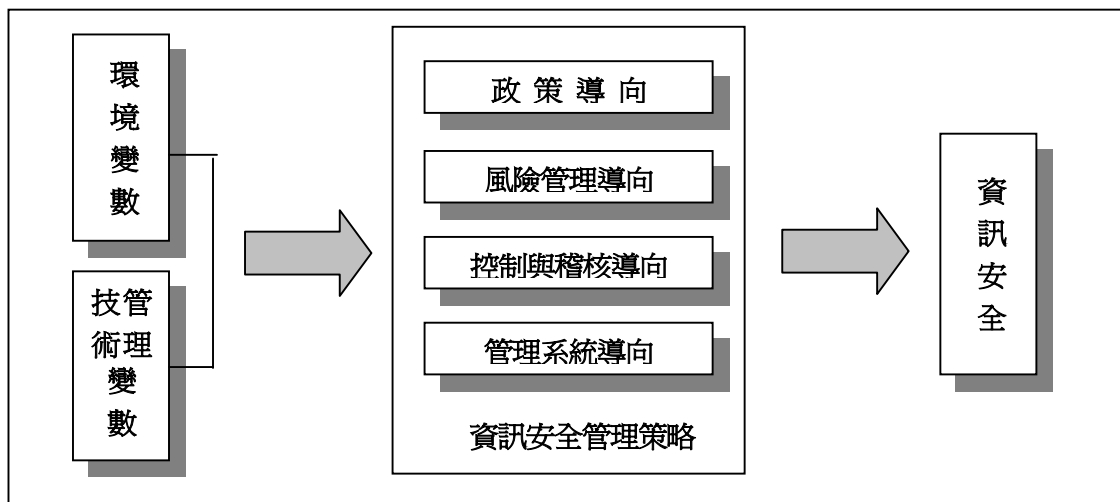 環境變數
技管
術理
變
數
政策導向
風險管理導向
控制與稽核導向
管理系統導向
資訊安全管理策略
資訊安全